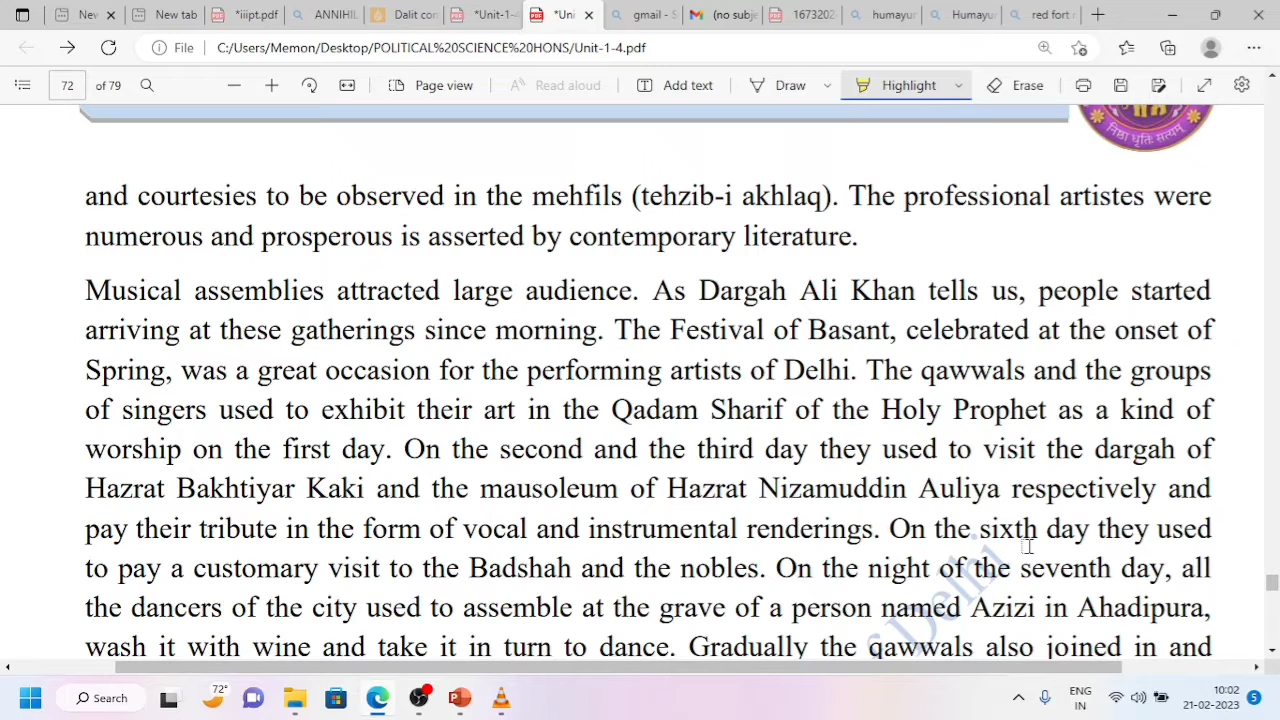 New
New tab
*iiipt.pdf
ANNIHIL
Dalit con
*Unit-1-4
*Uni
gmail - S
(no subje
1673202
humayur
Humayu
red fort
File
C:/Users/Memon/Desktop/POLITICAL%20SCIENCE%20HONS/Unit-1-4.pdf
72 of 79
Page view
Read aloud
Add text
Draw
Highlight
Erase
निष्ठा धृतिः सत्यम्
and courtesies to be observed in the mehfils (tehzib-i akhlaq). The professional artistes were
numerous and prosperous is asserted by contemporary literature.
Musical assemblies attracted large audience. As Dargah Ali Khan tells us, people started
arriving at these gatherings since morning. The Festival of Basant, celebrated at the onset of
Spring, was a great occasion for the performing artists of Delhi. The qawwals and the groups
of singers used to exhibit their art in the Qadam Sharif of the Holy Prophet as a kind of
worship on the first day. On the second and the third day they used to visit the dargah of
Hazrat Bakhtiyar Kaki and the mausoleum of Hazrat Nizamuddin Auliya respectively and
pay their tribute in the form of vocal and instrumental renderings. On the sixth day they used
to pay a customary visit to the Badshah and the nobles. On the night of the seventh day, all
the dancers of the city used to assemble at the grave of a person named Azizi in Ahadipura,
wash it with wine and take it in turn to dance. Gradually the qawwals also joined in and
Delhi
72°
Search
ENG
IN
10:02
21-02-2023
5